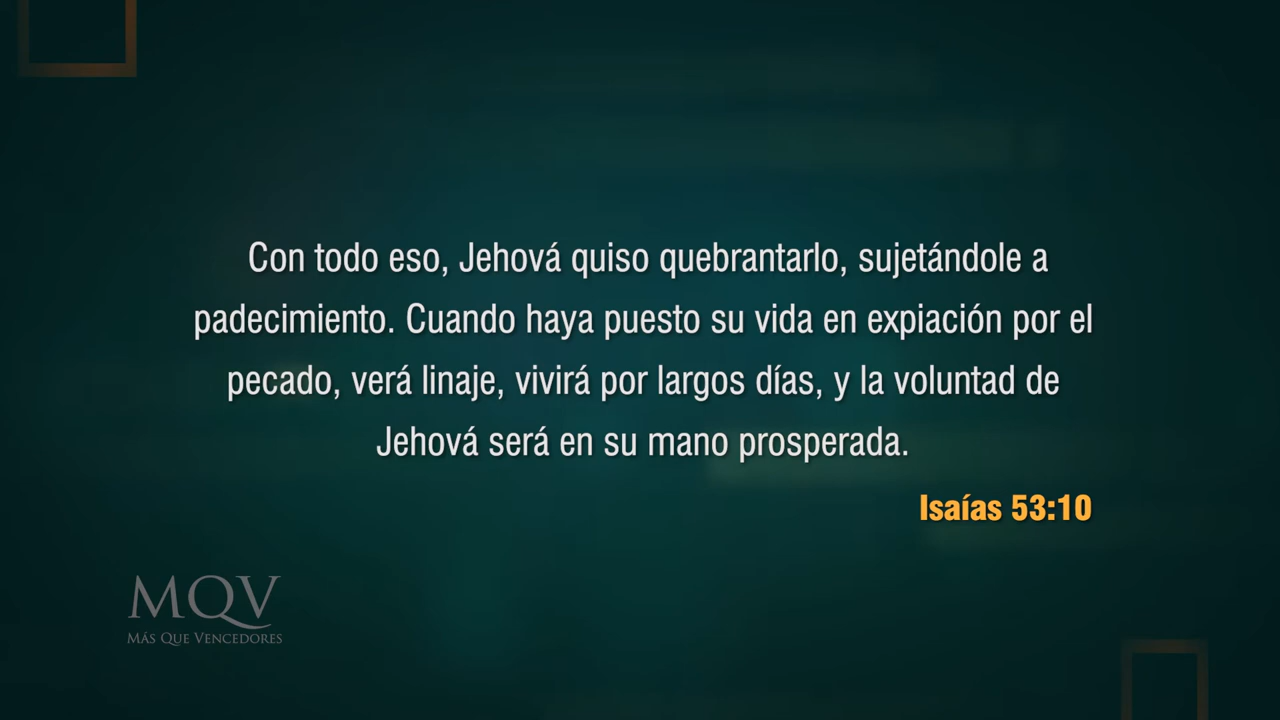 Con todo eso, Jehová quiso quebrantarlo, sujetándole a
padecimiento. Cuando haya puesto su vida en expiación por el
pecado, verá linaje, vivirá por largos días, y la voluntad de
Jehová será en su mano prosperada.
Isaías 53:10
MQV
Más Que Vencedores